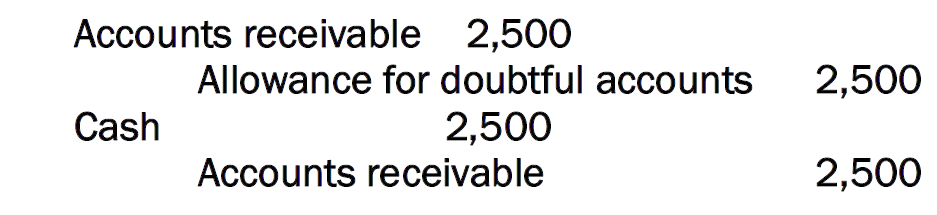 Accounts receivable 2,500
Allowance for doubtful accounts 2,500
Cash 2,500
Accounts receivable 2,500